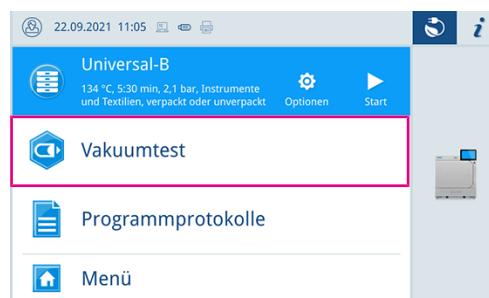 22.09.2021 11:05
i
Universal-B
134 °C, 5:30 min, 2,1 bar, Instrumente
und Textilien, verpackt oder unverpackt
Optionen
Start
Vakuumtest
Programmprotokolle
Menü